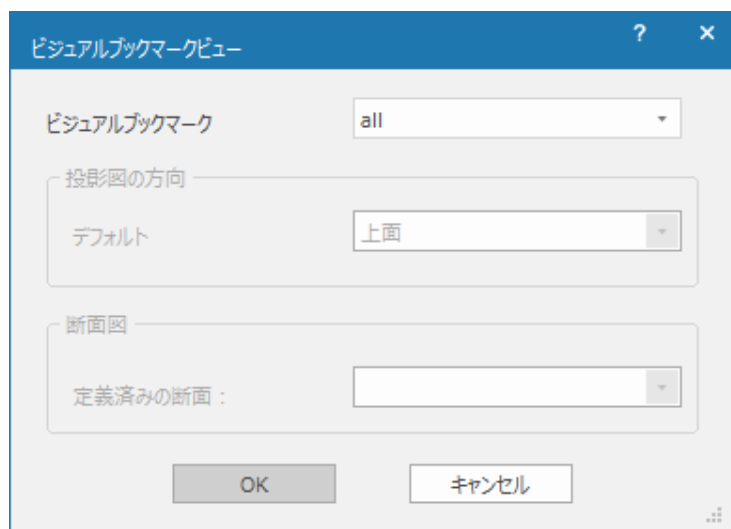 ビジュアルブックマークビュー ? ×
ビジュアルブックマーク all
投影図の方向
デフォルト 上面
断面図
定義済みの断面：
OK キャンセル